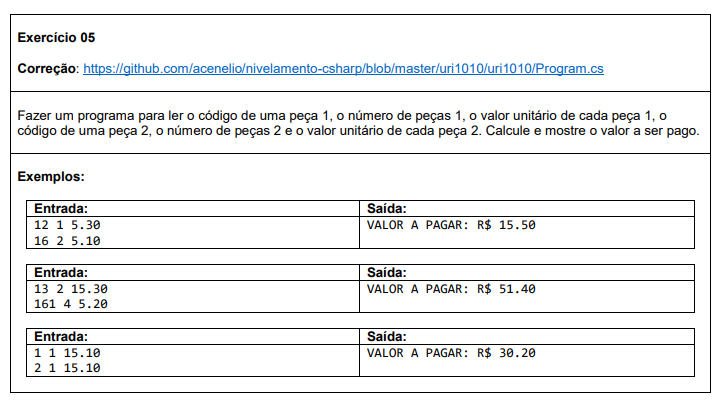 Exercício 05
Correção: https://github.com/acenelio/nivelamento-csharp/blob/master/uri1010/uri1010/Program.cs
Fazer um programa para ler o código de uma peça 1, o número de peças 1, o valor unitário de cada peça 1, o
código de uma peça 2, o número de peças 2 e o valor unitário de cada peça 2. Calcule e mostre o valor a ser pago.
Exemplos:
Entrada: Saída:
12 1 5.30 VALOR A PAGAR: R$ 15.50
16 2 5.10
Entrada: Saída:
13 2 15.30 VALOR A PAGAR: R$ 51.40
161 4 5.20
Entrada: Saída:
1 1 15.10 VALOR A PAGAR: R$ 30.20
2 1 15.10